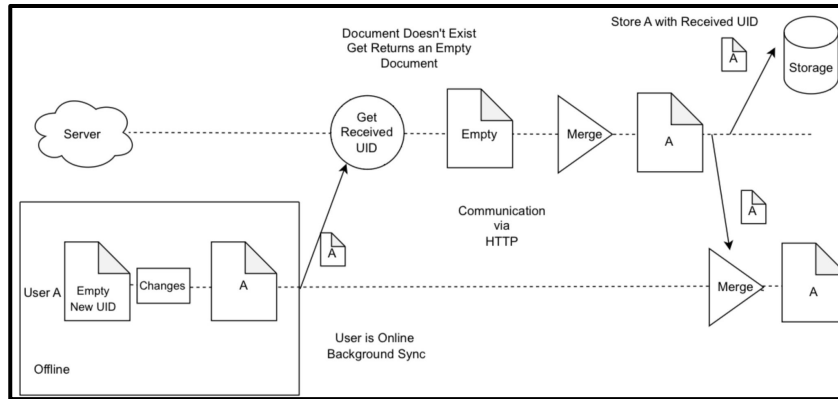 Document Doesn't Exist
Get Returns an Empty
Document
Store A with Received UID
A
Storage
Server
Get
Received
UID
Empty
Merge
A
Communication
via
HTTP
A
A
User A
Empty
New UID
Changes
A
Merge
A
User is Online
Background Sync
Offline